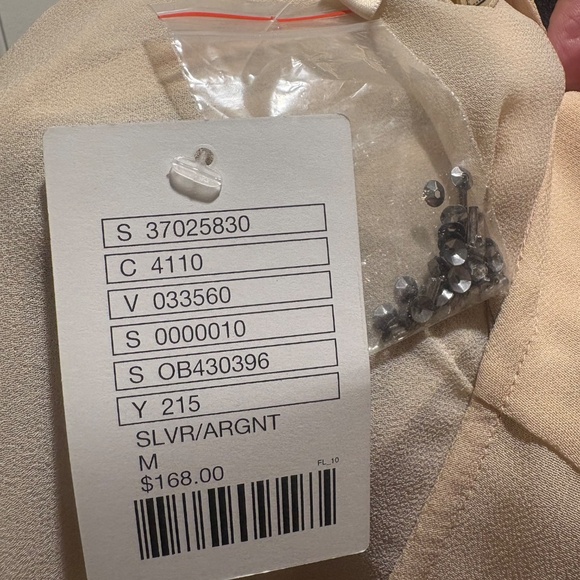 S 37025830
C 4110
V 033560
S 0000010
S OB430396
Y 215
SLVR/ARGNT
M
$168.00
FL_10